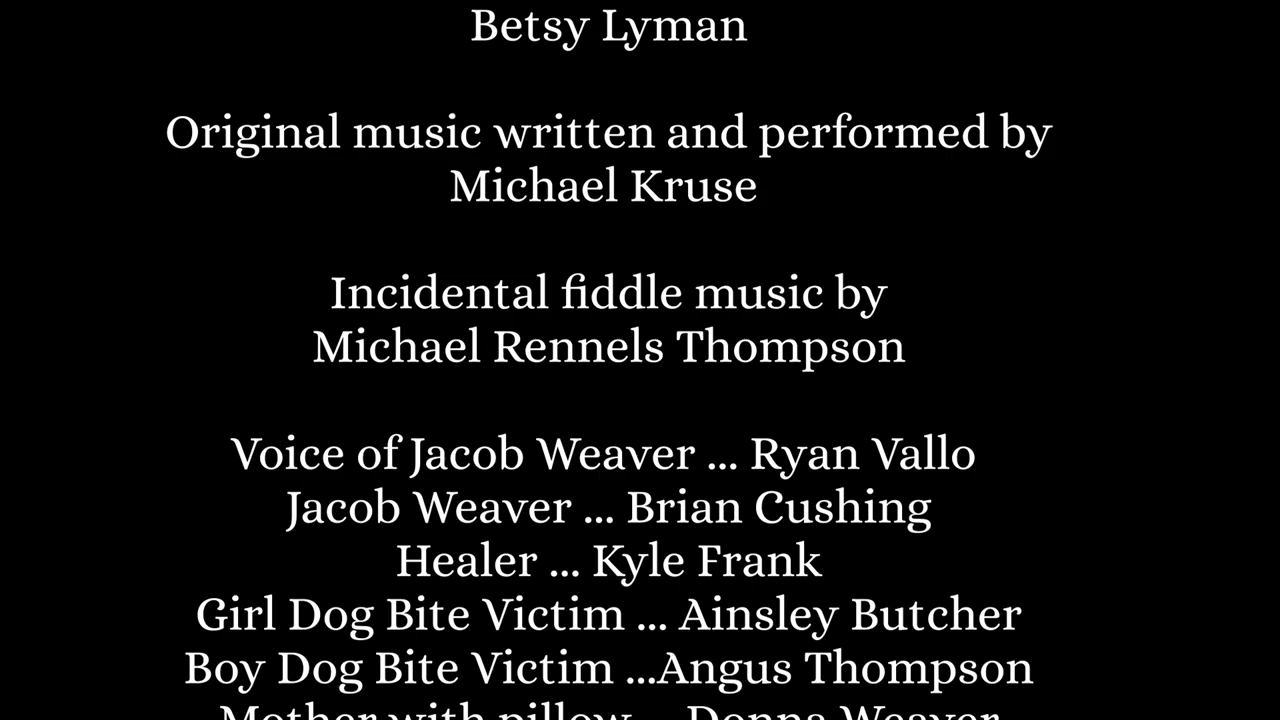 Betsy Lyman
Original music written and performed by
Michael Kruse
Incidental fiddle music by
Michael Rennels Thompson
Voice of Jacob Weaver ... Ryan Vallo
Jacob Weaver ... Brian Cushing
Healer ... Kyle Frank
Girl Dog Bite Victim ... Ainsley Butcher
Boy Dog Bite Victim ...Angus Thompson
Mother with pillow ... Donna Weaver